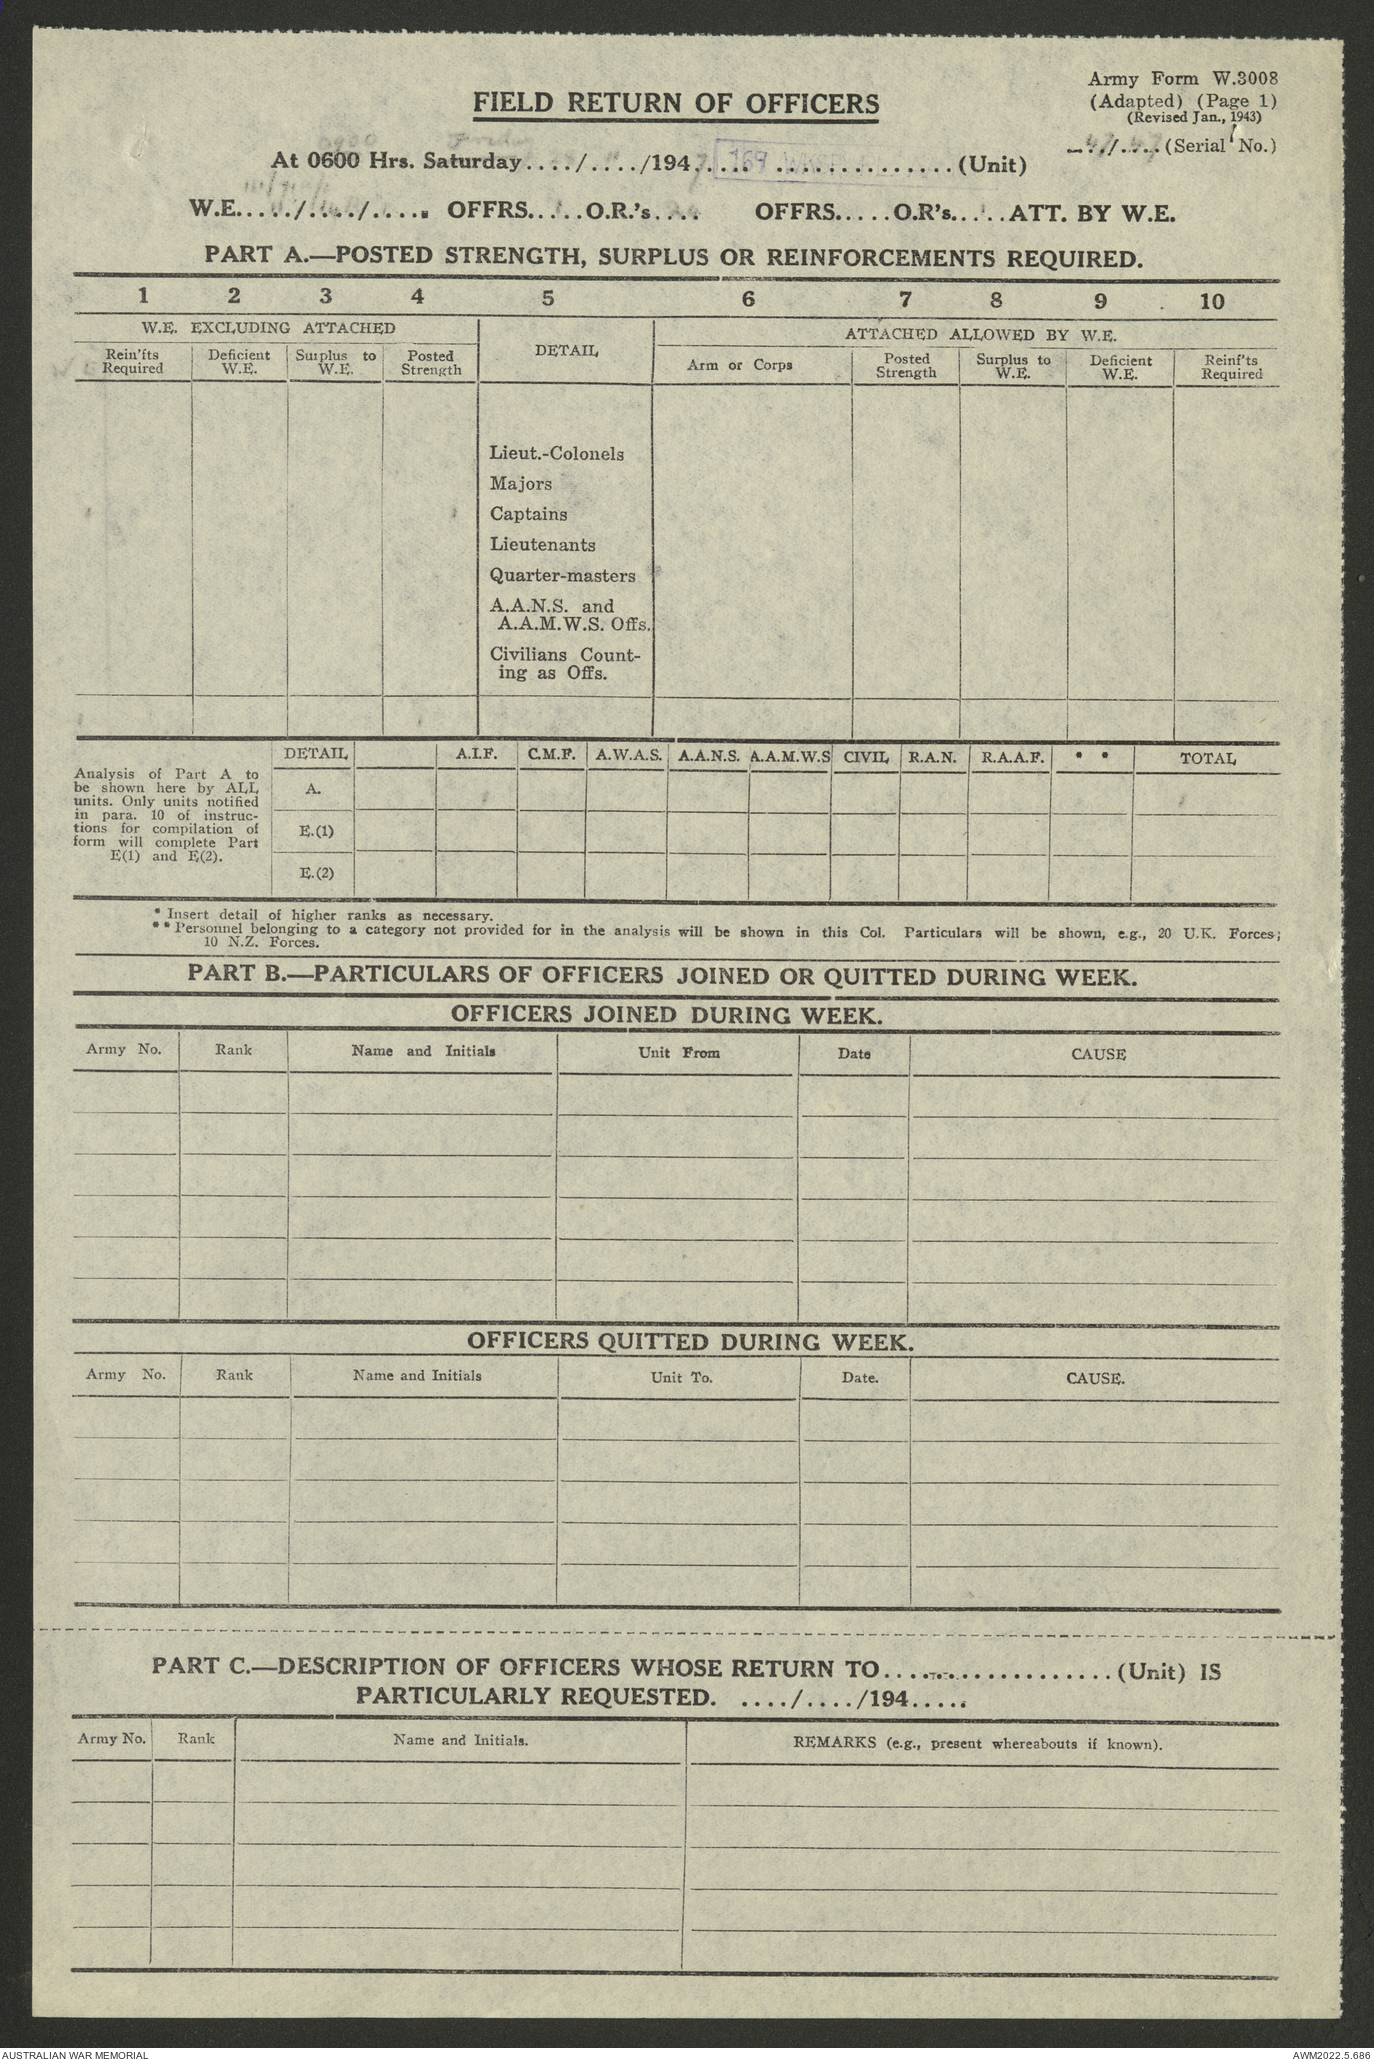 Army Form W.3008
FIELD RETURN OF OFFICERS
(Adapted) (Page 1)
(Revised Jan., 1943)
At 0600 Hrs. Saturday..../..../194..... ...............(Unit)
..../....(Serial No.)
W.E...../..../..... OFFRS.....O.R.'s.... OFFRS.....O.R's.....ATT. BY W.E.
PART A.—POSTED STRENGTH, SURPLUS OR REINFORCEMENTS REQUIRED.
1 2 3 4 5 6 7 8 9 10
W.E. EXCLUDING ATTACHED
DETAIL
ATTACHED ALLOWED BY W.E.
Rein'fts Required
Deficient W.E.
Surplus to W.E.
Posted Strength
Arm or Corps
Posted Strength
Surplus to W.E.
Deficient W.E.
Reinf'ts Required
Lieut.-Colonels
Majors
Captains
Lieutenants
Quarter-masters
A.A.N.S. and
A.A.M.W.S. Offs.
Civilians Count-
ing as Offs.
DETAIL A.I.F. C.M.F. A.W.A.S. A.A.N.S. A.A.M.W.S CIVIL R.A.N. R.A.A.F. * * TOTAL
Analysis of Part A to
be shown here by ALL
units. Only units notified
in para. 10 of instruc-
tions for compilation of
form will complete Part
E(1) and E(2).
A.
E.(1)
E.(2)
* Insert detail of higher ranks as necessary.
** Personnel belonging to a category not provided for in the analysis will be shown in this Col. Particulars will be shown, e.g., 20 U.K. Forces;
10 N.Z. Forces.
PART B.—PARTICULARS OF OFFICERS JOINED OR QUITTED DURING WEEK.
OFFICERS JOINED DURING WEEK.
Army No. Rank Name and Initials Unit From Date CAUSE
OFFICERS QUITTED DURING WEEK.
Army No. Rank Name and Initials Unit To. Date. CAUSE.
PART C.—DESCRIPTION OF OFFICERS WHOSE RETURN TO....................(Unit) IS
PARTICULARLY REQUESTED. ..../..../194.....
Army No. Rank Name and Initials. REMARKS (e.g., present whereabouts if known).
AUSTRALIAN WAR MEMORIAL
AWM2022.5.686